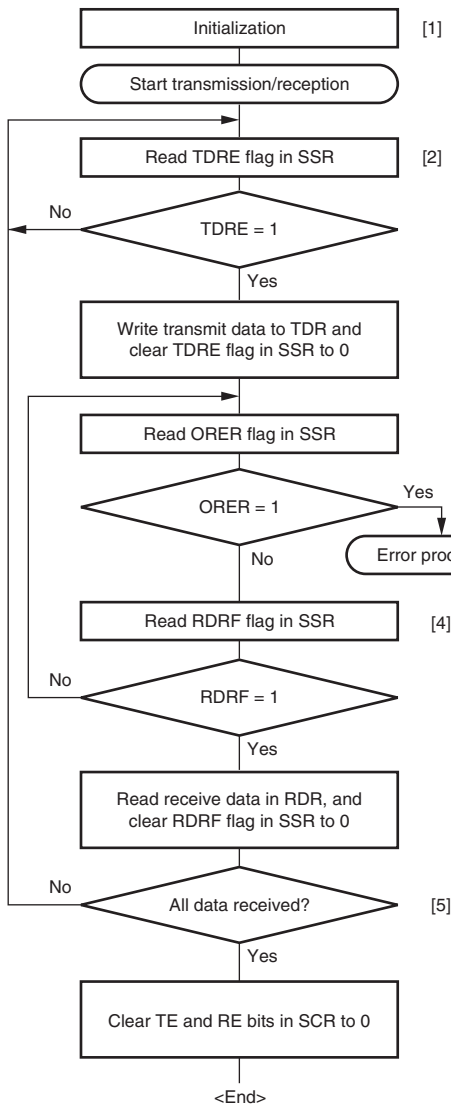 Initialization
[1]
Start transmission/reception
Read TDRE flag in SSR
[2]
No
TDRE = 1
Yes
Write transmit data to TDR and
clear TDRE flag in SSR to 0
Read ORER flag in SSR
Yes
ORER = 1
No
Error
Read RDRF flag in SSR
[4]
No
RDRF = 1
Yes
Read receive data in RDR, and
clear RDRF flag in SSR to 0
No
All data received?
[5]
Yes
Clear TE and RE bits in SCR to 0
<End>